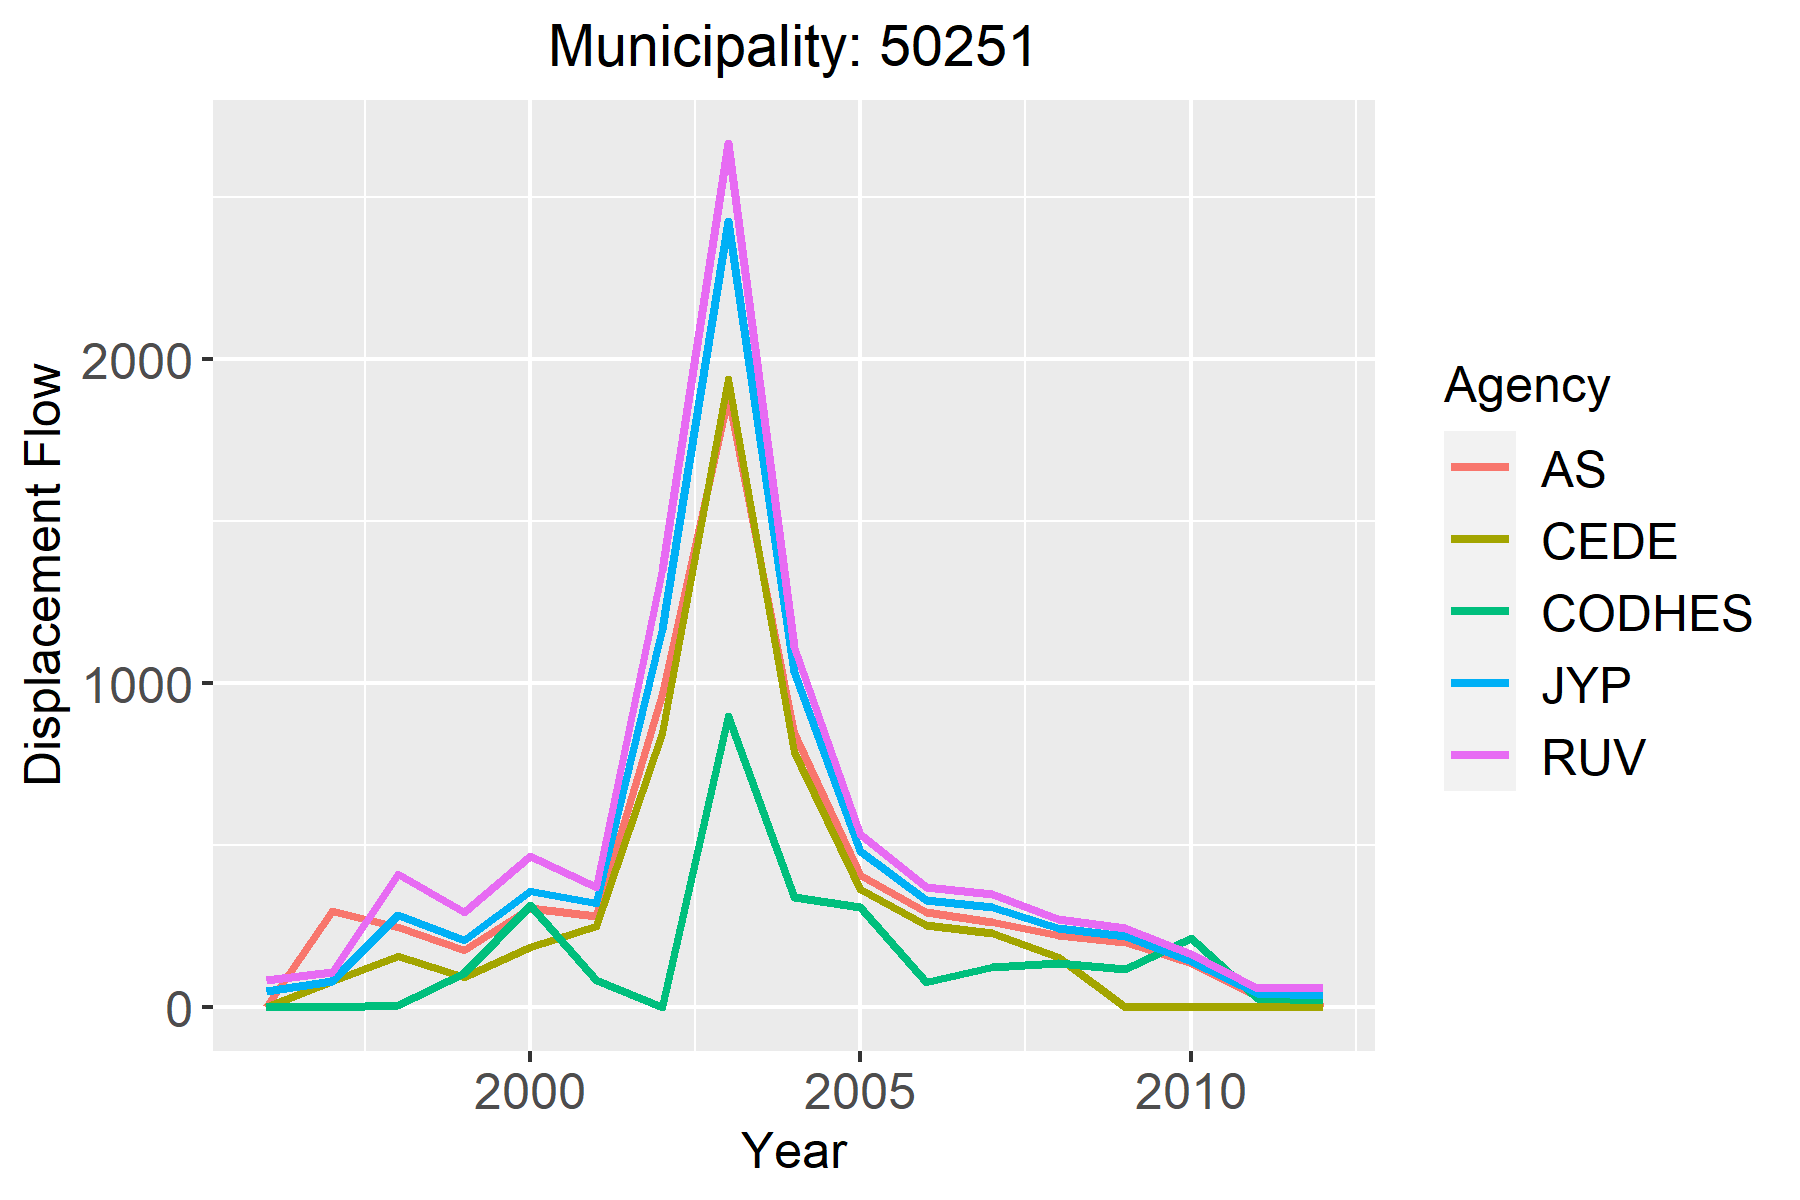 Municipality: 50251
Displacement Flow
2000
1000
0
2000 2005 2010
Year
Agency
AS
CEDE
CODHES
JYP
RUV